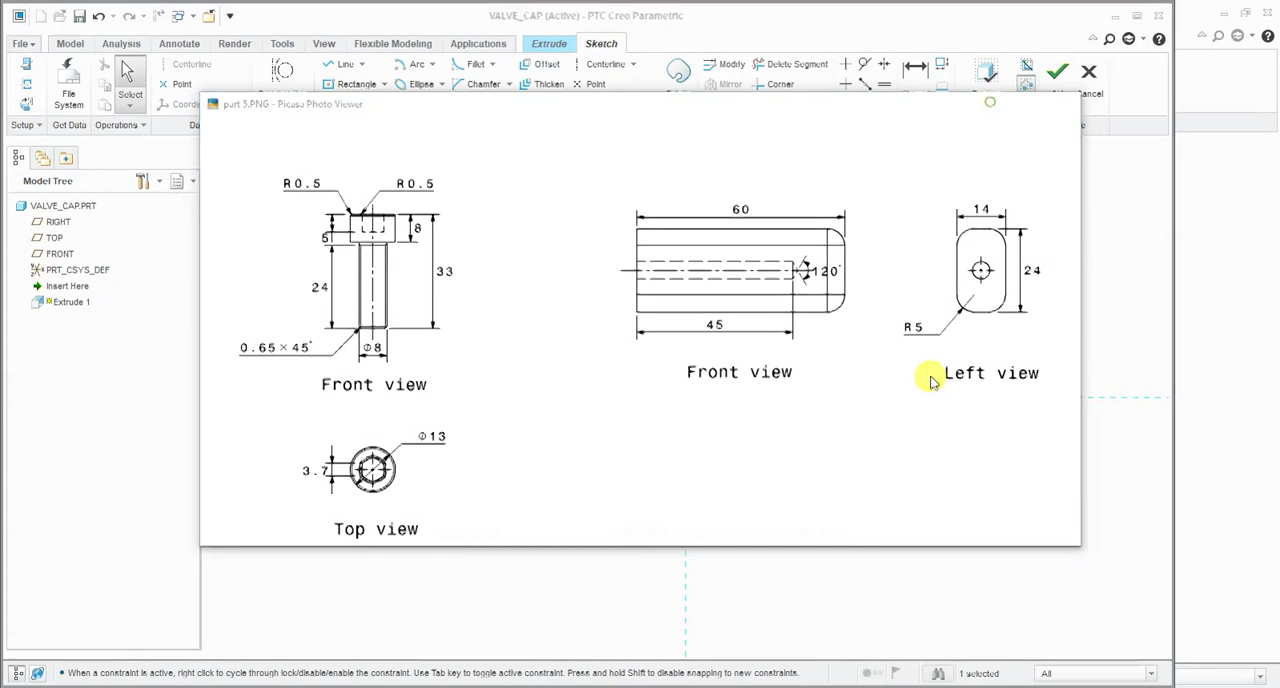 VALVE_CAP (Active) - PTC Creo Parametric
File Model Analysis Annotate Render Tools View Flexible Modeling Applications Extrude Sketch
Centerline Line Arc Fillet Offset Centerline Modify Delete Segment
Point Rectangle Ellipse Chamfer Thicken Point Mirror Corner
File System Select
Setup Get Data Operations
part 5.PNG - Picasa Photo Viewer
Model Tree
VALVE_CAP.PRT
RIGHT
TOP
FRONT
PRT_CSYS_DEF
Insert Here
Extrude 1
R0.5 R0.5
5 8
24 33
0.65×45° Φ8
Front view
Φ13
3.7
Top view
60
120°
45
Front view
14
24
R5
Left view
• When a constraint is active, right click to cycle through lock/disable/enable the constraint. Use Tab key to toggle active constraint. Press and hold Shift to disable snapping to new constraints.
1 selected All